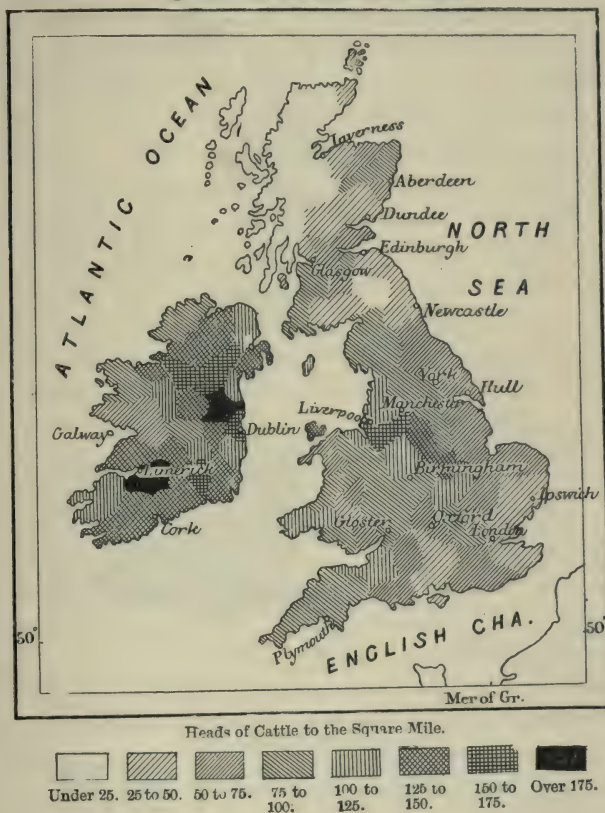 ATLANTIC OCEAN
Inverness
Aberdeen
Dundee
NORTH
Edinburgh
Glasgow
SEA
Newcastle
York
Hull
Manchester
Liverpool
Galway
Dublin
Limerick
Birmingham
Ipswich
Cork
Gloster
Oxford
London
Plymouth
ENGLISH CHA.
50°
50°
Mer of Gr.
Heads of Cattle to the Square Mile.
Under 25. 25 to 50. 50 to 75. 75 to 100. 100 to 125. 125 to 150. 150 to 175. Over 175.